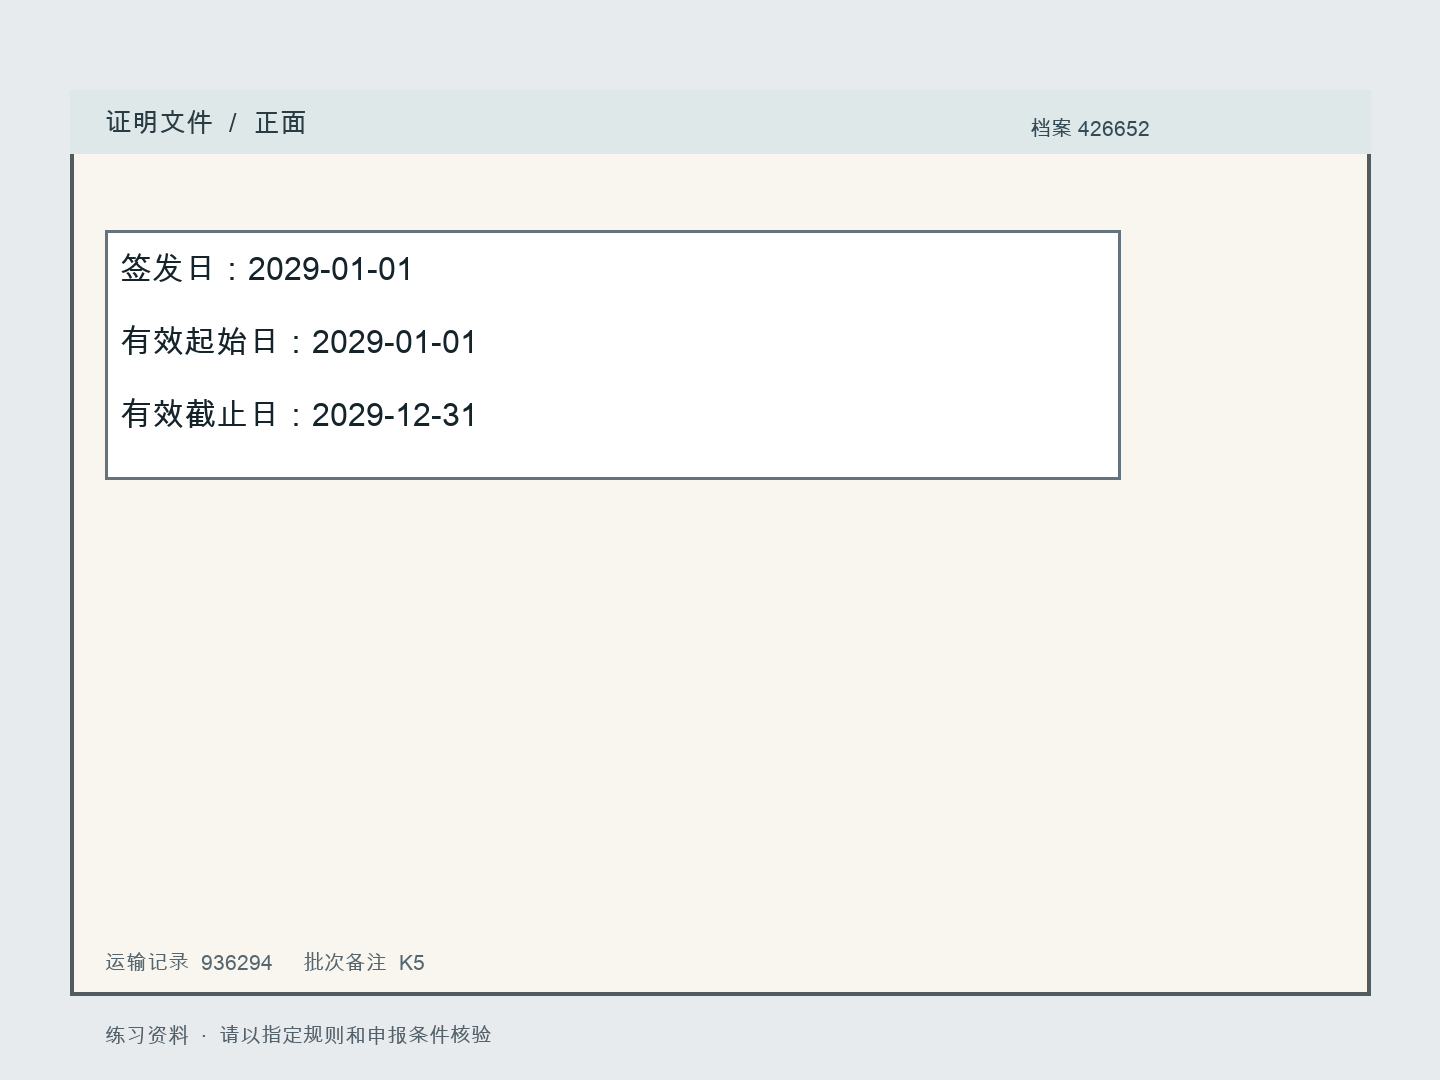 证明文件 / 正面
档案 426652
签发日：2029-01-01
有效起始日：2029-01-01
有效截止日：2029-12-31
运输记录 936294 批次备注 K5
练习资料 · 请以指定规则和申报条件核验